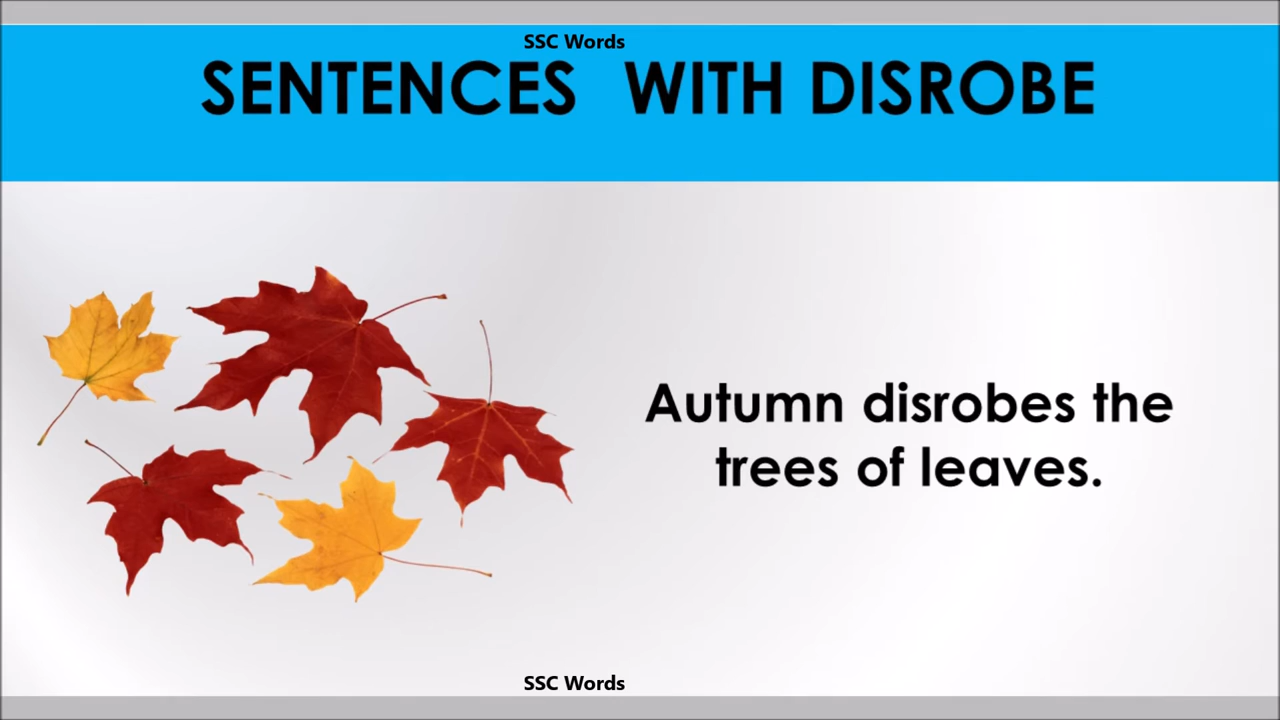 SSC Words
SENTENCES WITH DISROBE
Autumn disrobes the
trees of leaves.
SSC Words